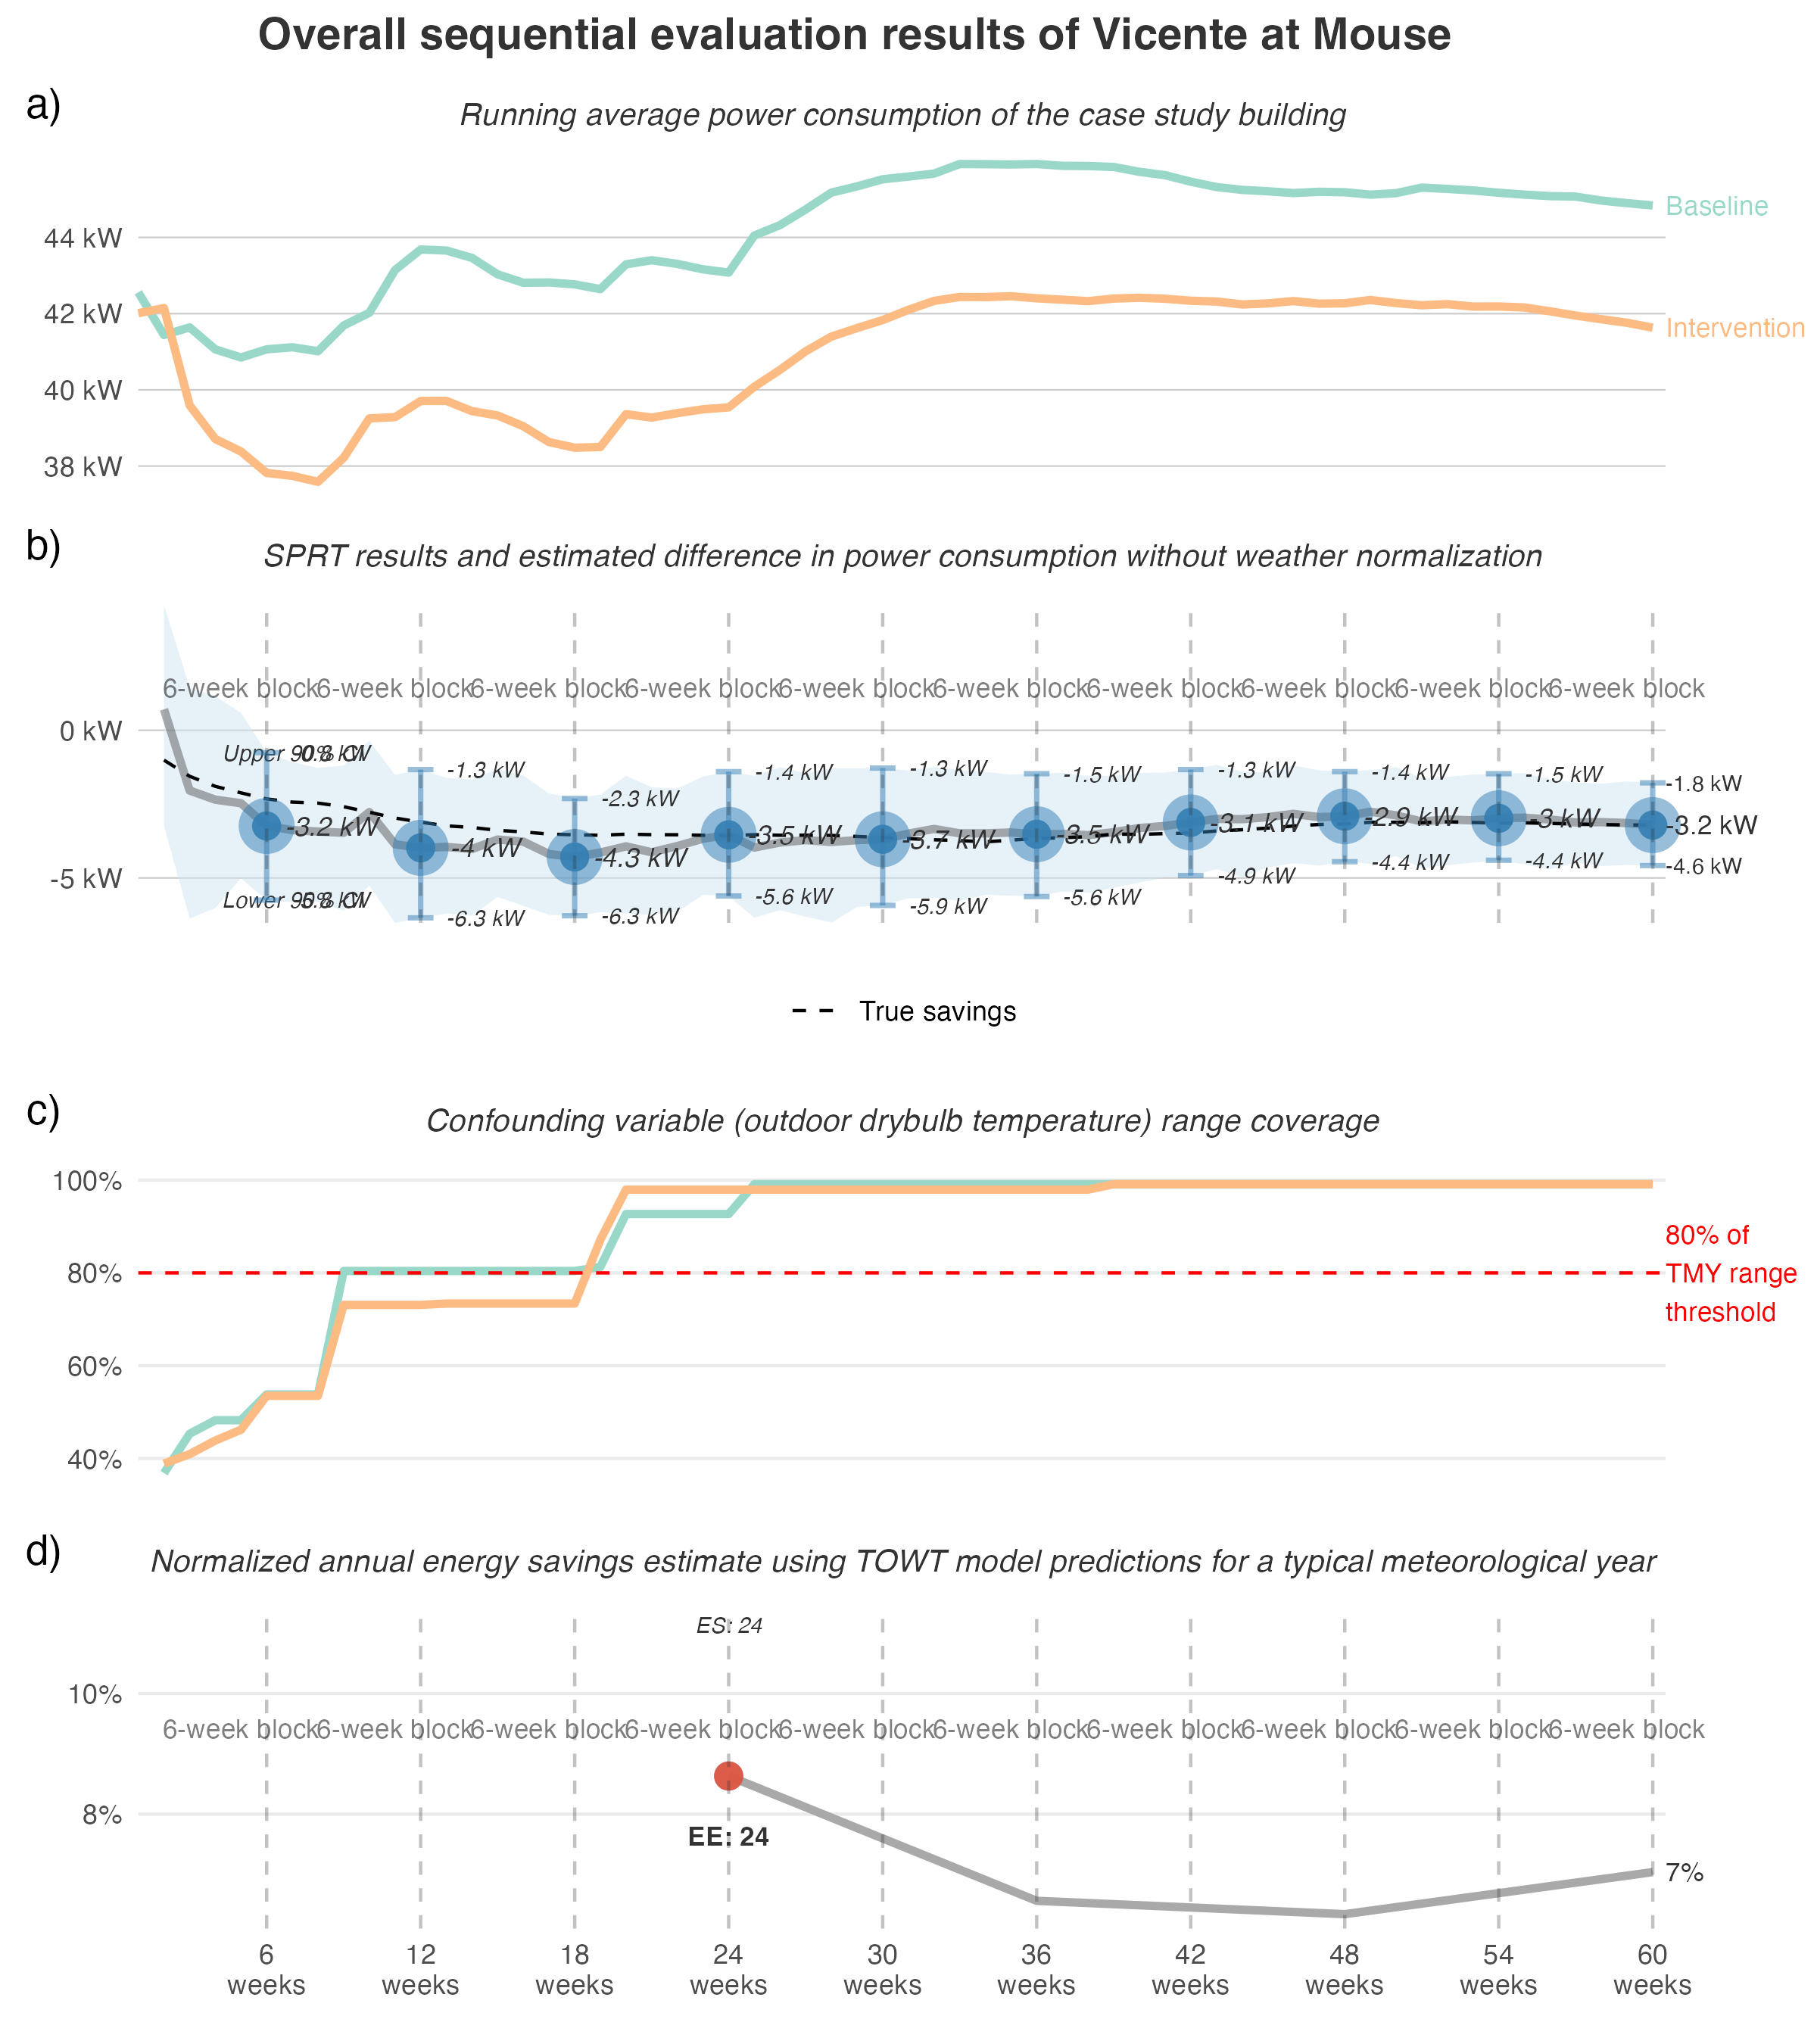 Overall sequential evaluation results of Vicente at Mouse
a)
Running average power consumption of the case study building
44 kW
42 kW
40 kW
38 kW
Baseline
Intervention
b)
SPRT results and estimated difference in power consumption without weather normalization
6-week block 6-week block 6-week block 6-week block 6-week block 6-week block 6-week block 6-week block 6-week block 6-week block
0 kW
-5 kW
Upper 90% CI
-0.8 kW
-1.3 kW
-2.3 kW
-1.4 kW
-1.3 kW
-1.5 kW
-1.3 kW
-1.4 kW
-1.5 kW
-1.8 kW
-3.2 kW
-4 kW
-4.3 kW
-3.5 kW
-3.7 kW
-3.5 kW
-3.1 kW
-2.9 kW
-3 kW
-3.2 kW
Lower 90% CI
-6.3 kW
-6.3 kW
-5.6 kW
-5.9 kW
-5.6 kW
-4.9 kW
-4.4 kW
-4.4 kW
-4.6 kW
True savings
c)
Confounding variable (outdoor drybulb temperature) range coverage
100%
80%
60%
40%
80% of
TMY range
threshold
d)
Normalized annual energy savings estimate using TOWT model predictions for a typical meteorological year
ES: 24
10%
6-week block 6-week block 6-week block 6-week block 6-week block 6-week block 6-week block 6-week block 6-week block 6-week block
8%
EE: 24
7%
6 weeks
12 weeks
18 weeks
24 weeks
30 weeks
36 weeks
42 weeks
48 weeks
54 weeks
60 weeks